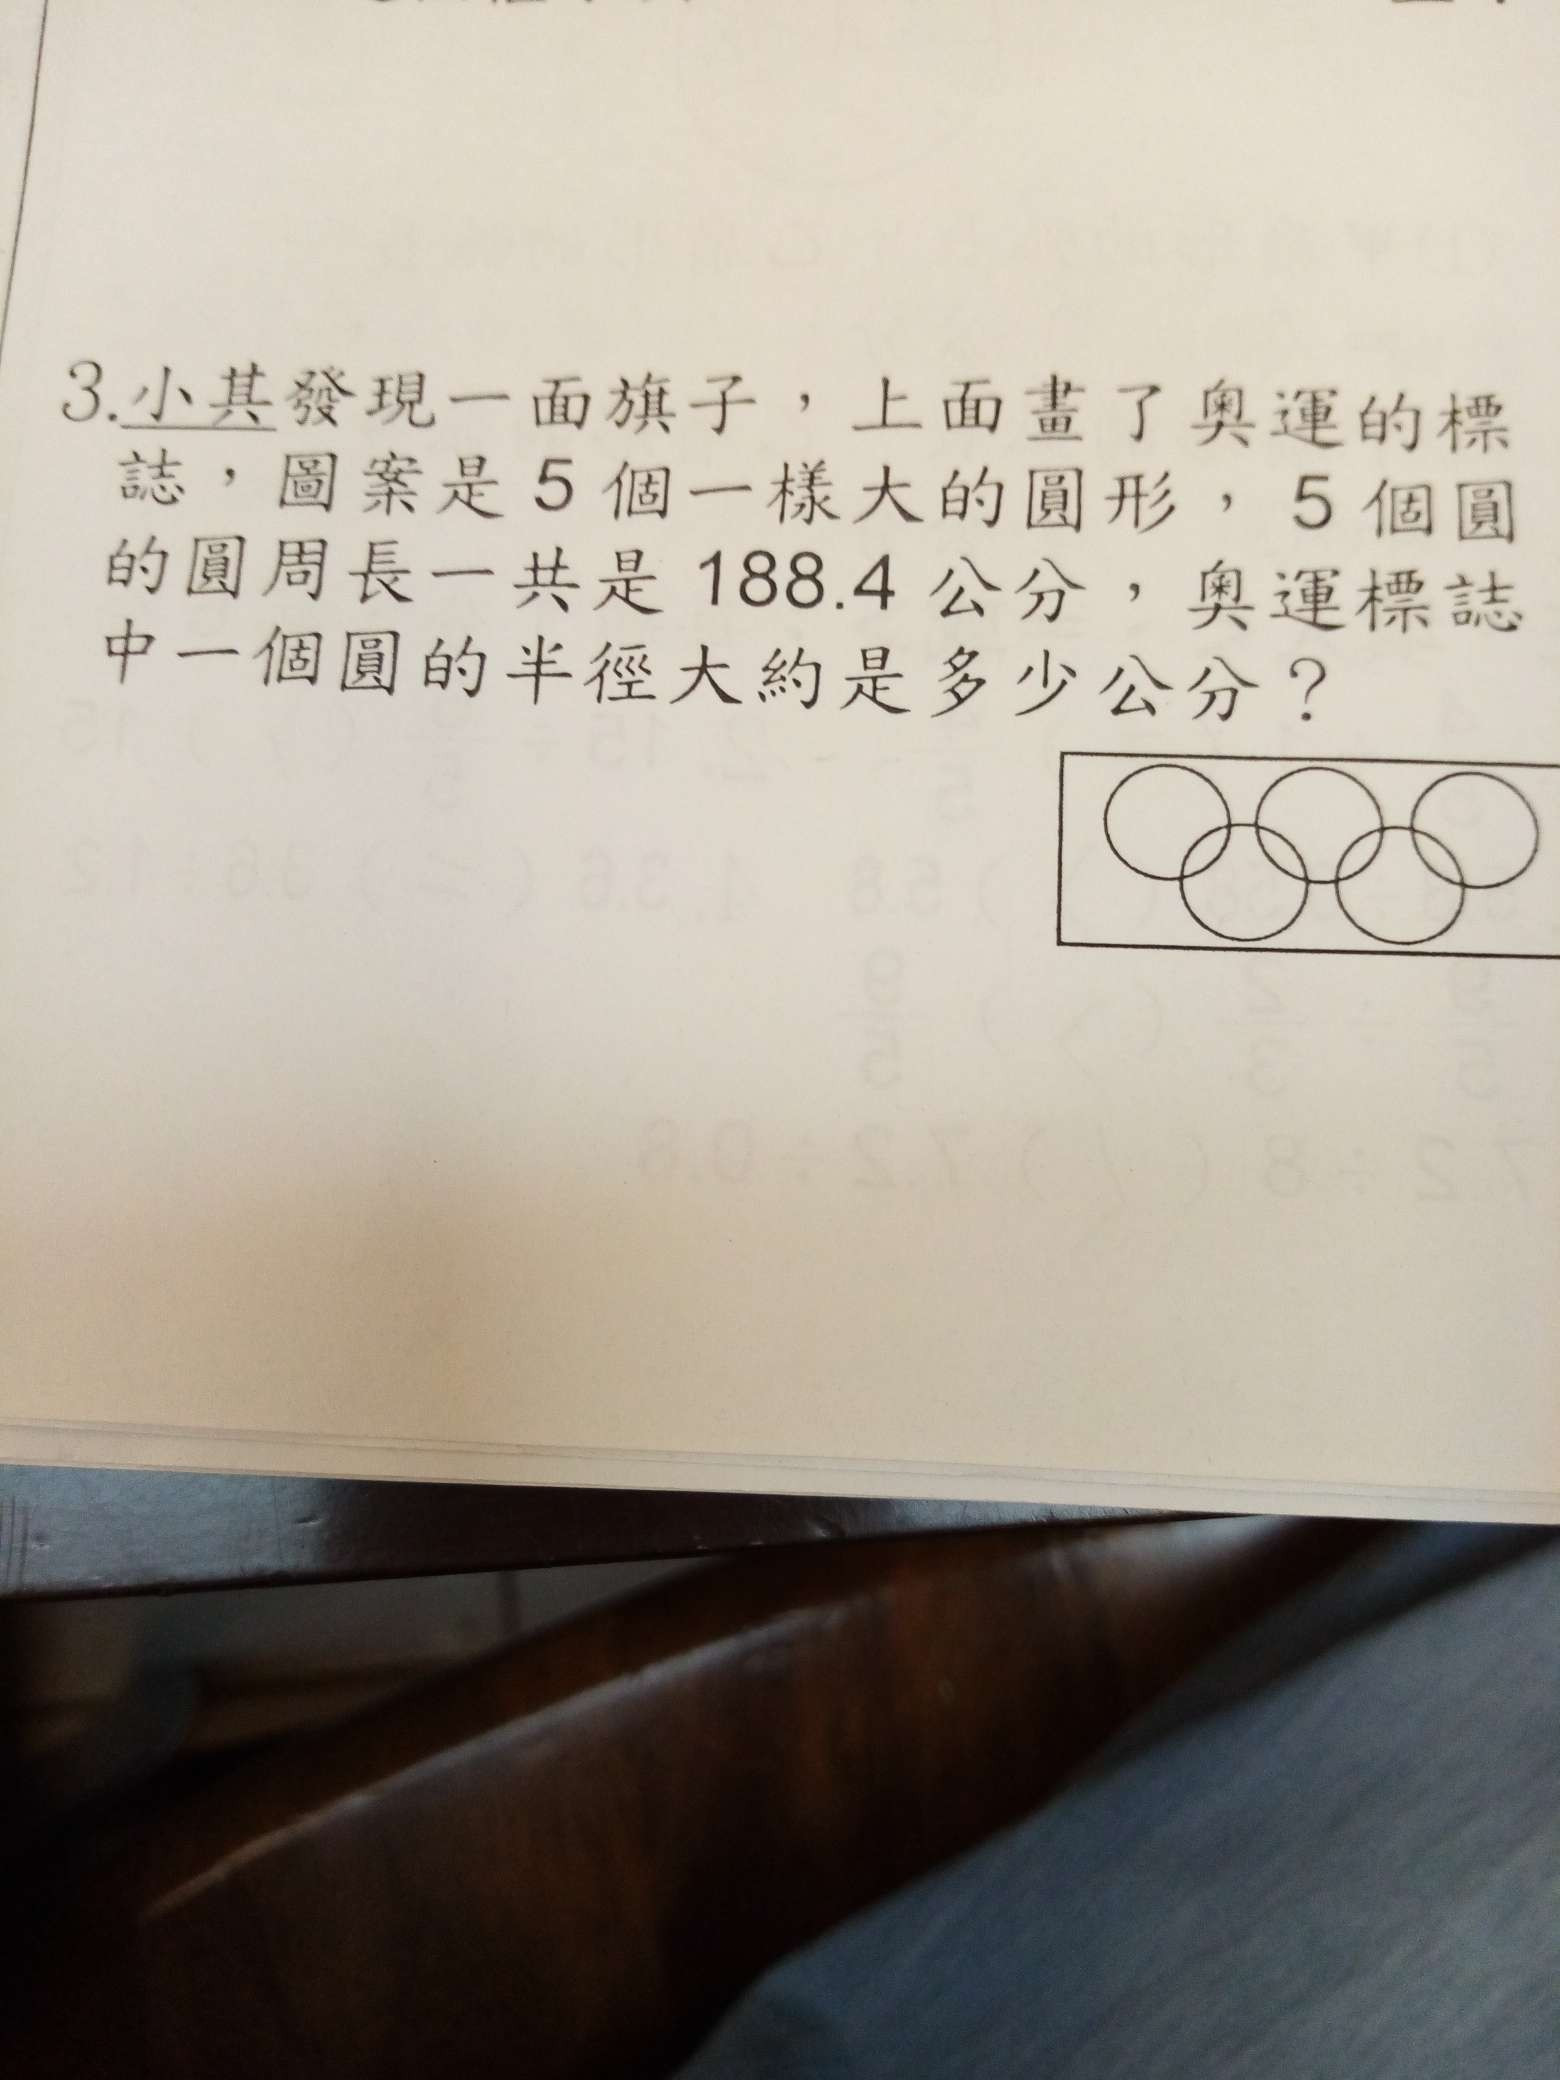 3.小其發現一面旗子，上面畫了奧運的標
誌，圖案是 5 個一樣大的圓形，5 個圓
的圓周長一共是 188.4 公分，奧運標誌
中一個圓的半徑大約是多少公分？